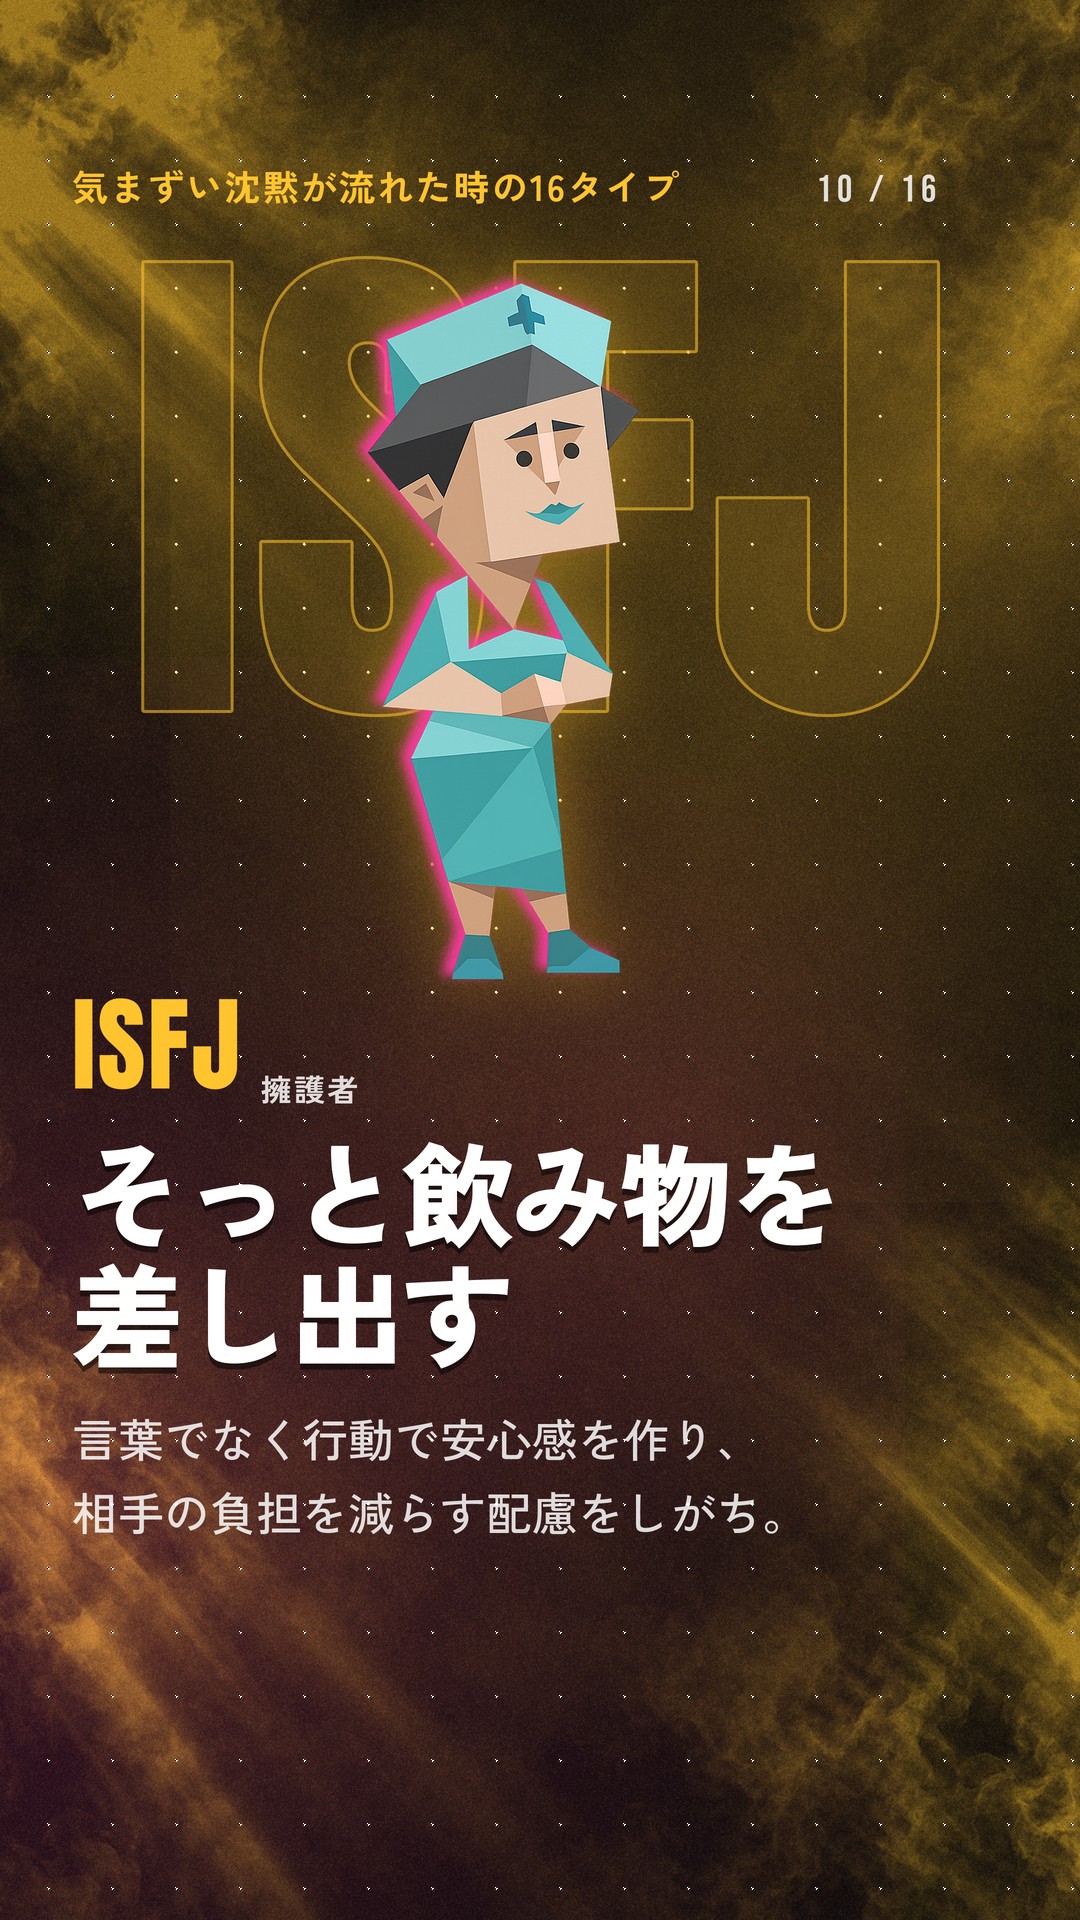 気まずい沈黙が流れた時の16タイプ
10 / 16
ISFJ
ISFJ
擁護者
そっと飲み物を
差し出す
言葉でなく行動で安心感を作り、
相手の負担を減らす配慮をしがち。